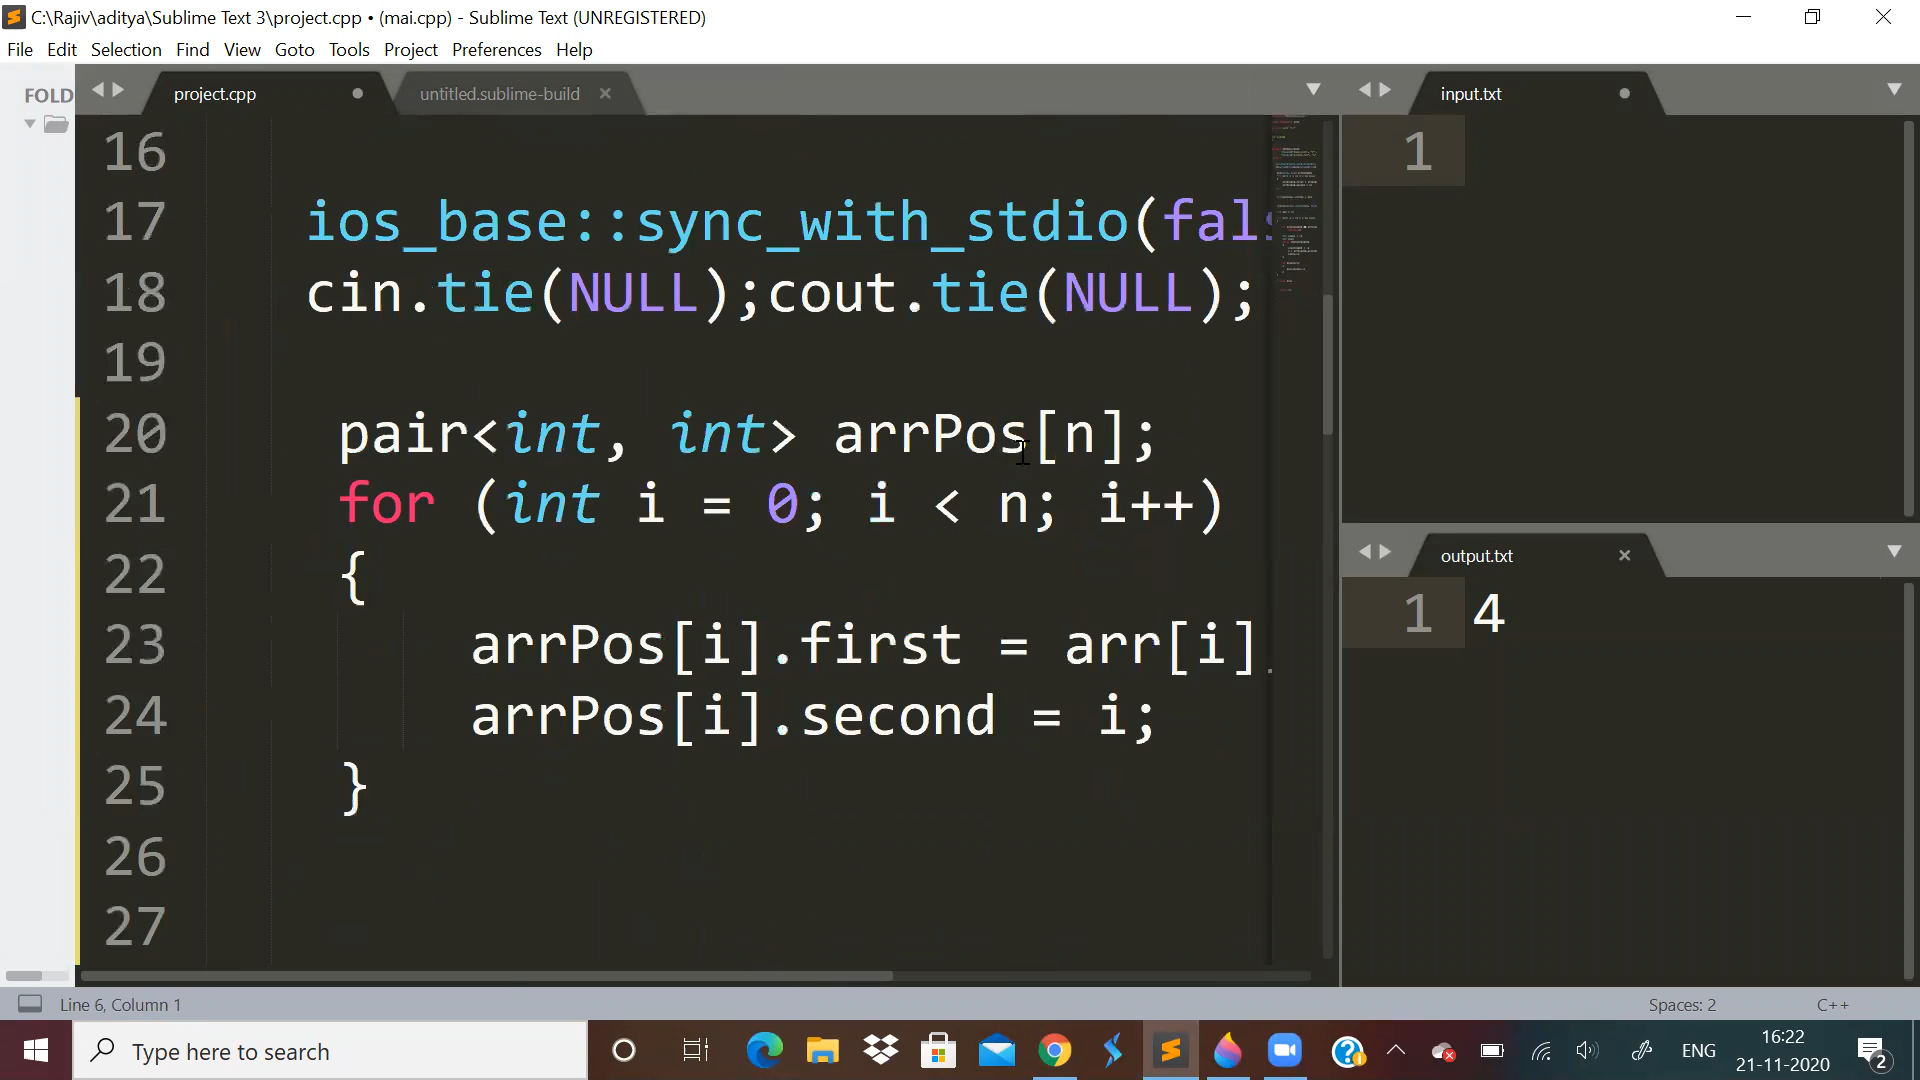 C:\Rajiv\aditya\Sublime Text 3\project.cpp • (mai.cpp) - Sublime Text (UNREGISTERED)
File Edit Selection Find View Goto Tools Project Preferences Help
FOLD
project.cpp
untitled.sublime-build
input.txt
16
17 ios_base::sync_with_stdio(fals
18 cin.tie(NULL);cout.tie(NULL);
19
20 pair<int, int> arrPos[n];
21 for (int i = 0; i < n; i++)
22 {
23 arrPos[i].first = arr[i]
24 arrPos[i].second = i;
25 }
26
27
1
output.txt
1 4
Line 6, Column 1
Spaces: 2
C++
Type here to search
ENG
16:22
21-11-2020
2